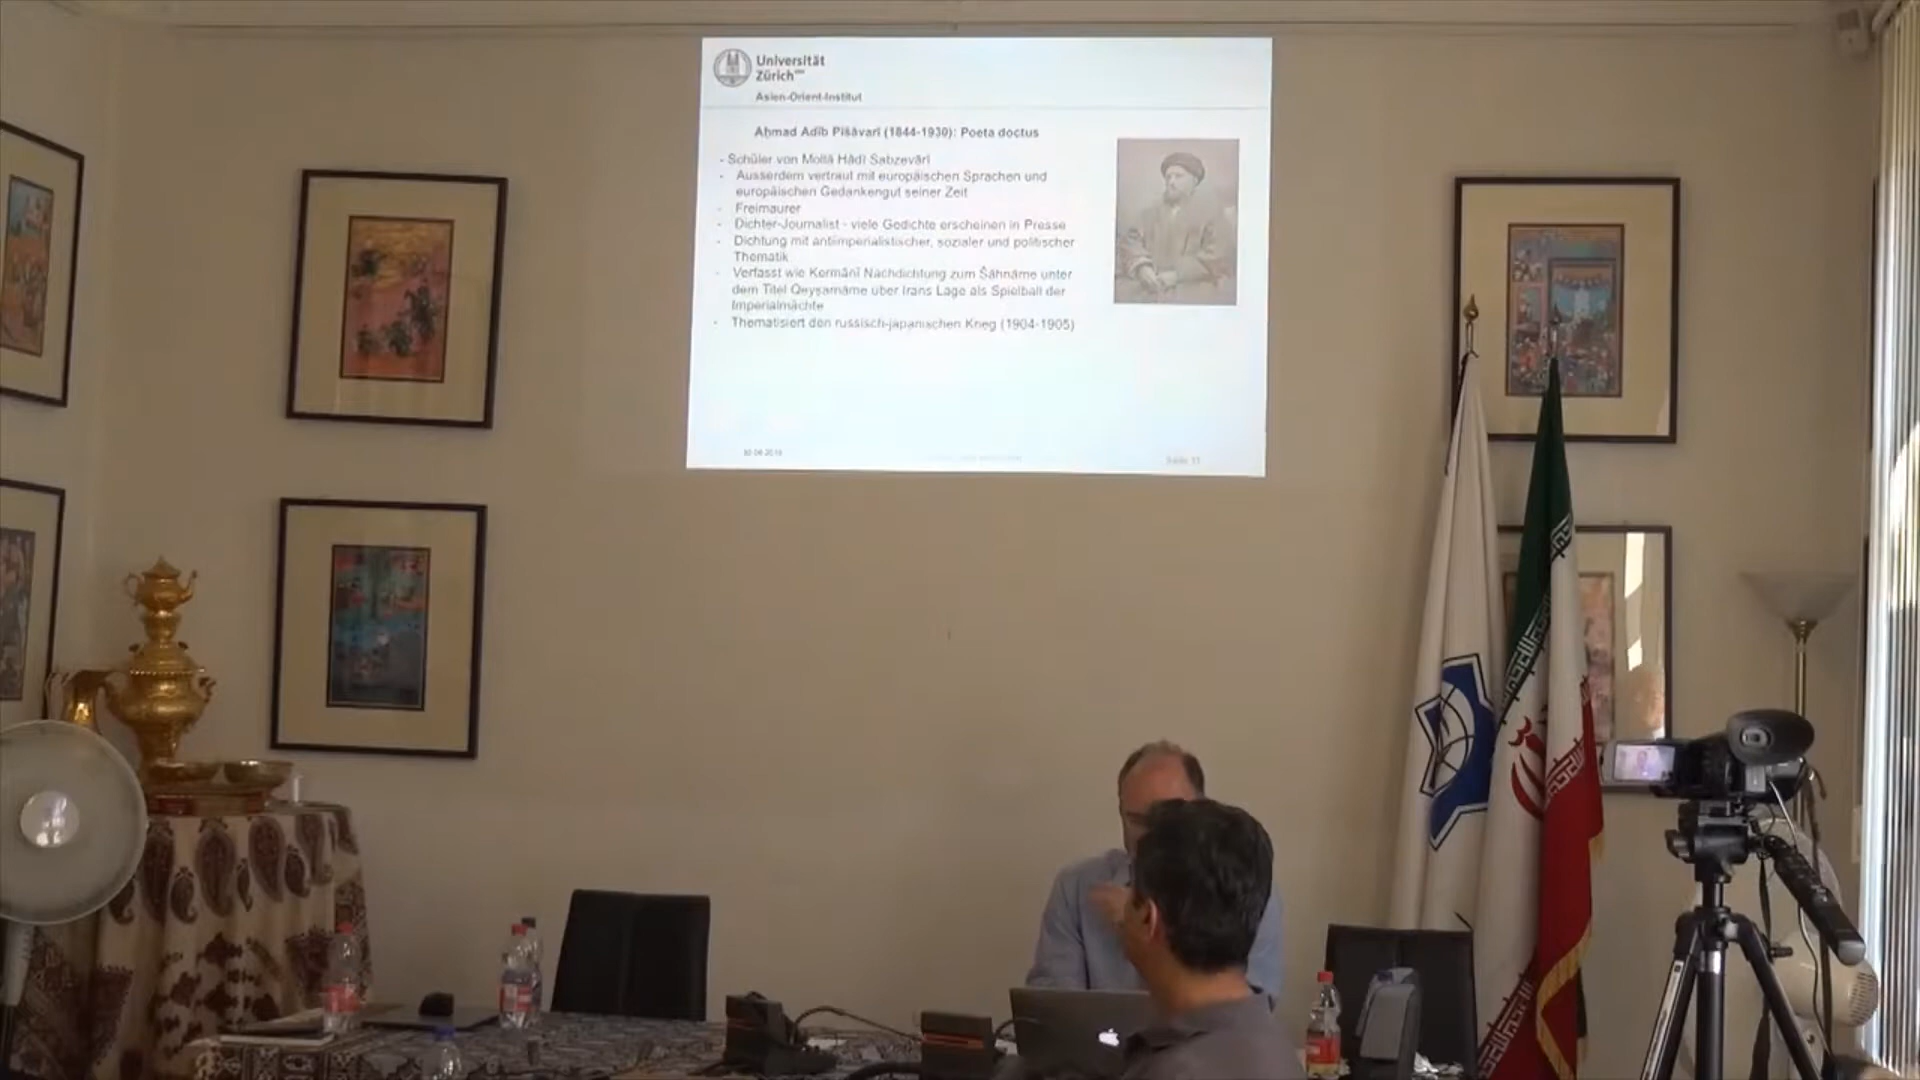 Universität
Zürich
Asien-Orient-Institut
Aḥmad Adīb Pīšāvarī (1844-1930): Poeta doctus
- Schüler von Mollā Hādī Sabzevārī
- Ausserdem vertraut mit europäischen Sprachen und
europäischen Gedankengut seiner Zeit
- Freimaurer
- Dichter-Journalist - viele Gedichte erscheinen in Presse
- Dichtung mit antiimperialistischer, sozialer und politischer
Thematik
- Verfasst wie Kermānī Nachdichtung zum Šāhnāme unter
dem Titel Qeysarnāme über Irans Lage als Spielball der
Imperialmächte
- Thematisiert den russisch-japanischen Krieg (1904-1905)
Seite 11